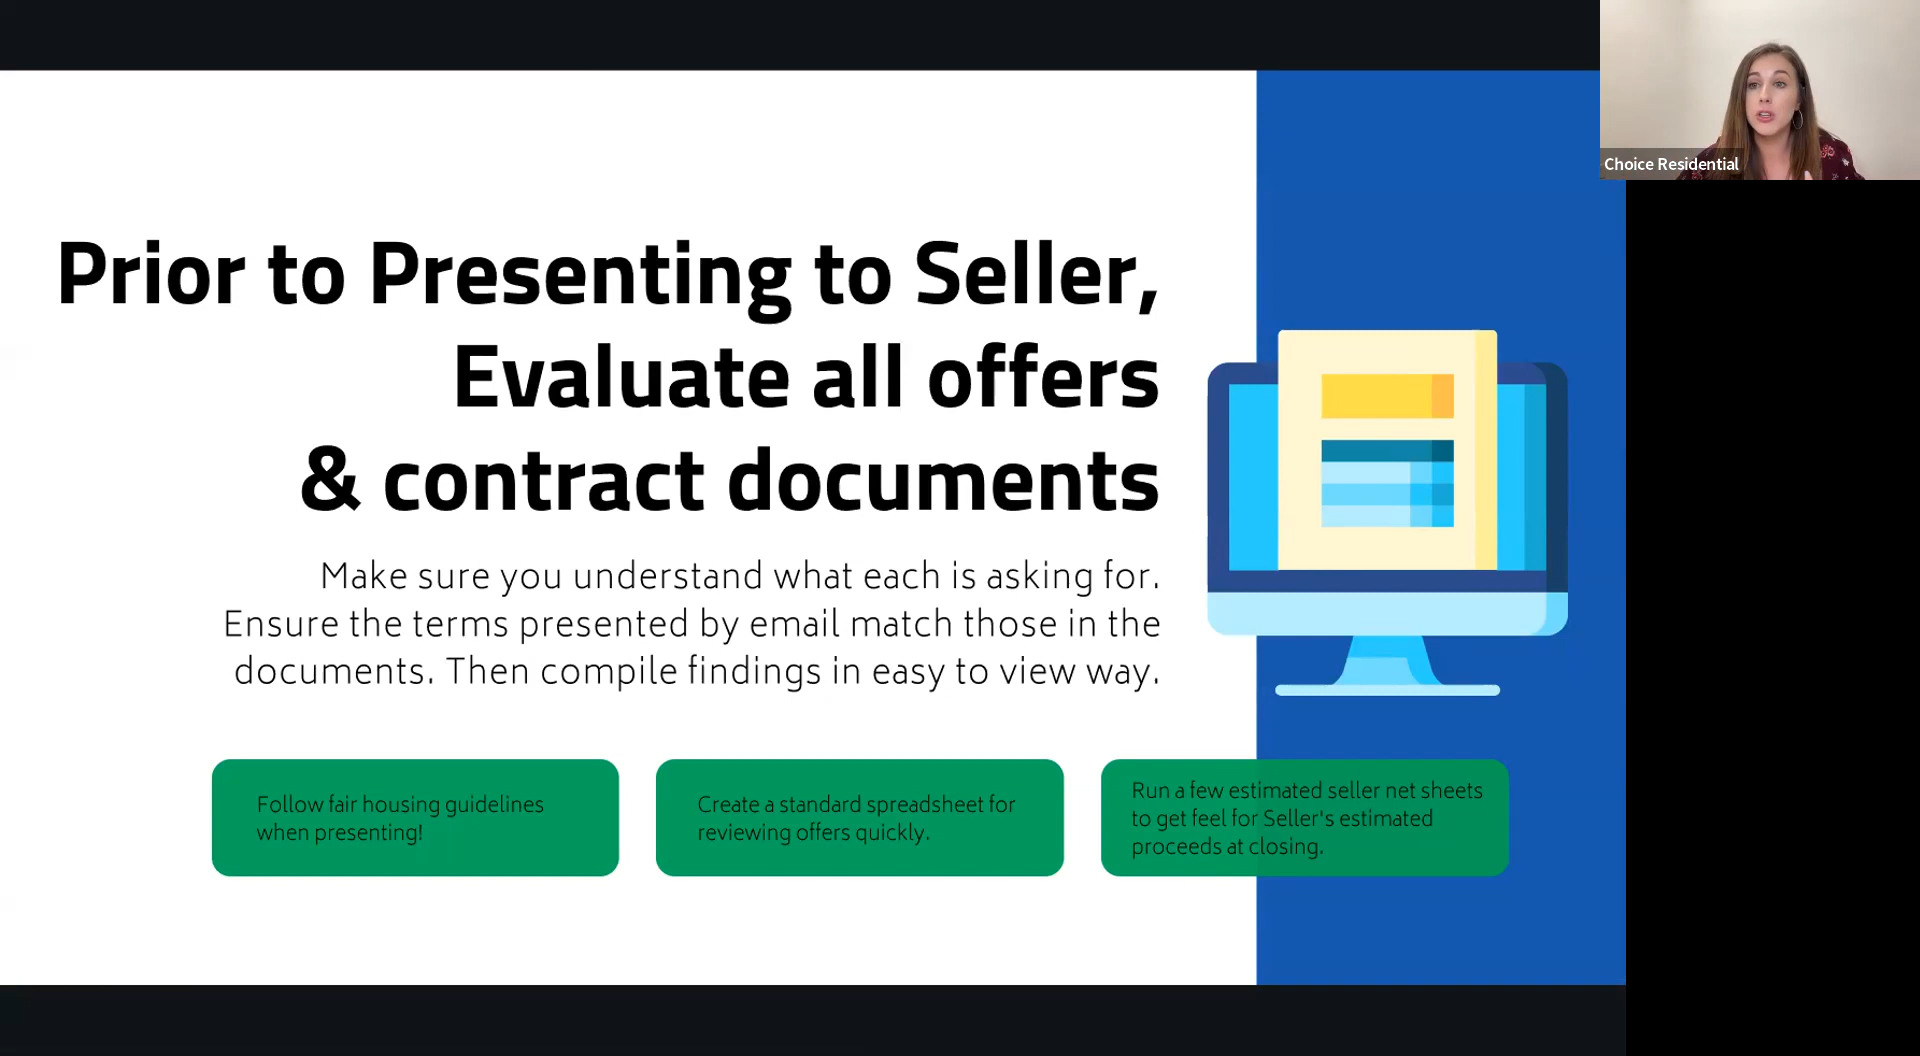 Choice Residential
Prior to Presenting to Seller,
Evaluate all offers
& contract documents
Make sure you understand what each is asking for.
Ensure the terms presented by email match those in the
documents. Then compile findings in easy to view way.
Follow fair housing guidelines
when presenting!
Create a standard spreadsheet for
reviewing offers quickly.
Run a few estimated seller net sheets
to get feel for Seller's estimated
proceeds at closing.